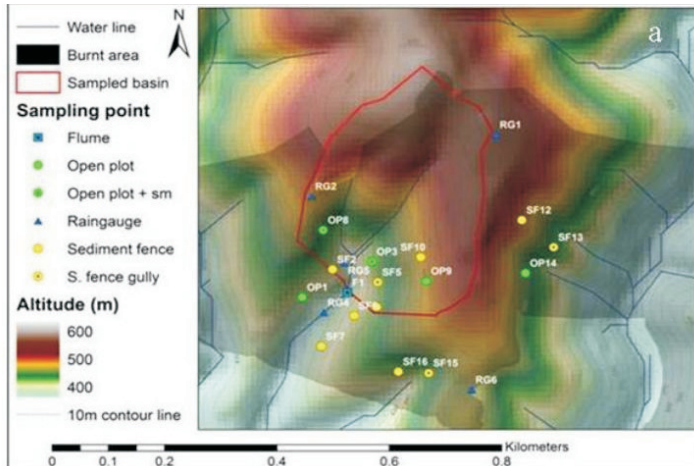 N
Water line
Burnt area
Sampled basin
Sampling point
Flume
Open plot
Open plot + sm
Raingauge
Sediment fence
S. fence gully
Altitude (m)
600
500
400
10m contour line
a
RG1
RG2
OP8
SF12
SF13
OP3
SF10
SF2
RG5
SF5
OP9
OP14
F1
OP1
RG4
SF7
SF16
SF15
RG6
Kilometers
0
0.1
0.2
0.4
0.6
0.8